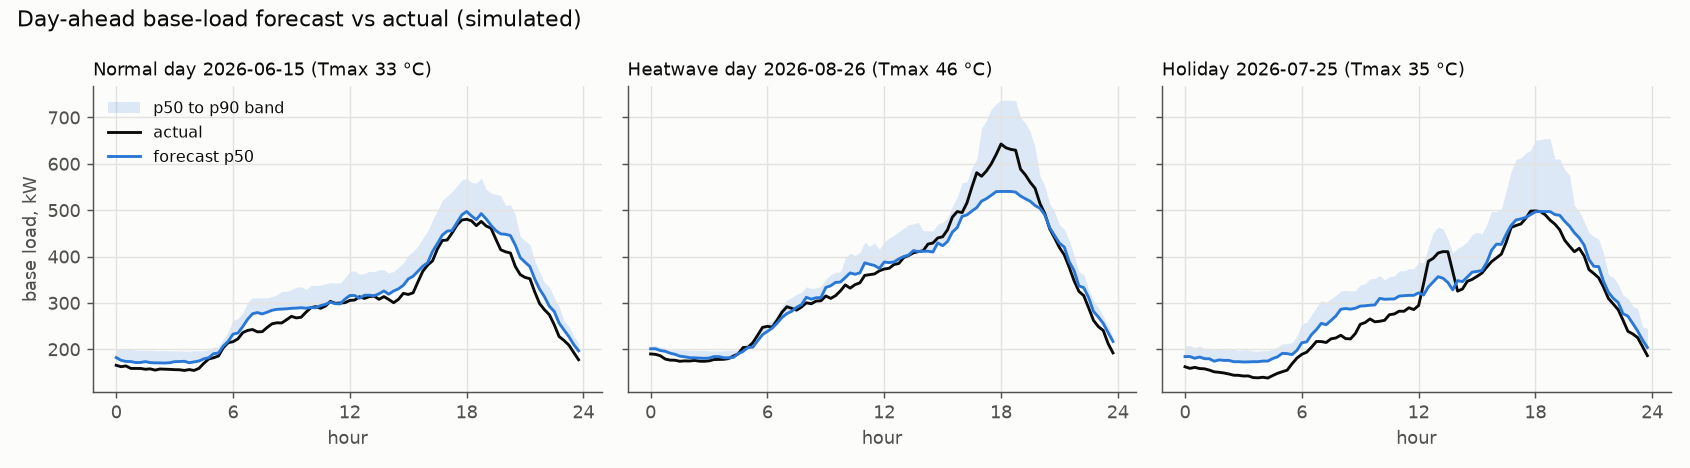 Day-ahead base-load forecast vs actual (simulated)
Normal day 2026-06-15 (Tmax 33 °C)
Heatwave day 2026-08-26 (Tmax 46 °C)
Holiday 2026-07-25 (Tmax 35 °C)
p50 to p90 band
actual
forecast p50
base load, kW
700
600
500
400
300
200
0 6 12 18 24
0 6 12 18 24
0 6 12 18 24
hour
hour
hour